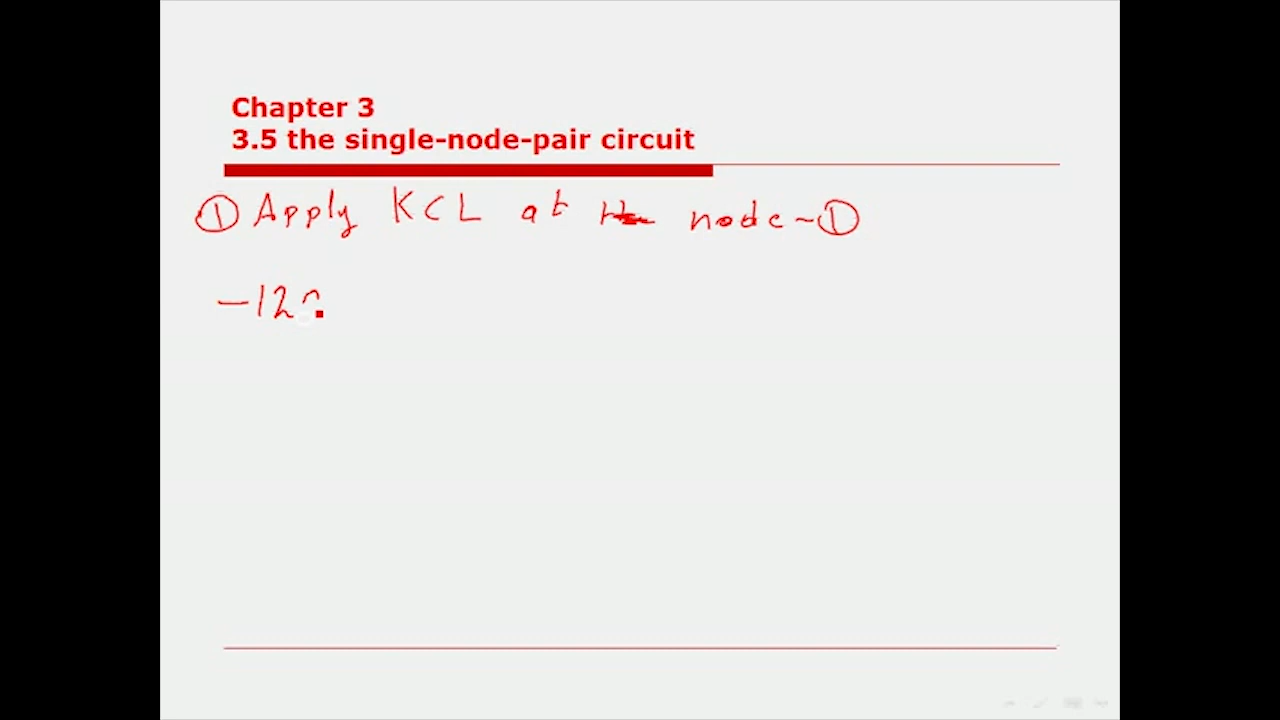 Chapter 3
3.5 the single-node-pair circuit
① Apply KCL at node-①
-12